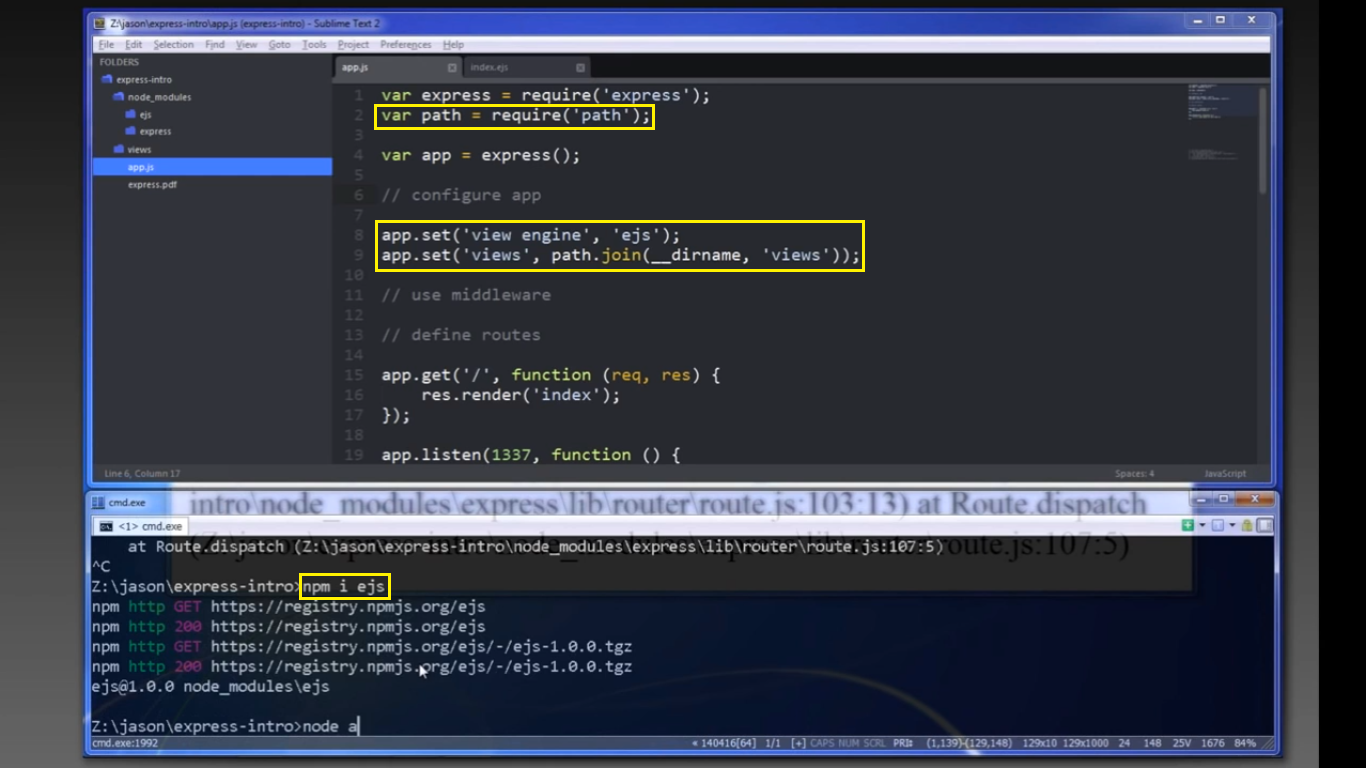 Z:\jason\express-intro\app.js (express-intro) - Sublime Text 2
File Edit Selection Find View Goto Tools Project Preferences Help
FOLDERS
express-intro
node_modules
ejs
express
views
app.js
express.pdf
app.js index.ejs
1 var express = require('express');
2 var path = require('path');
3
4 var app = express();
5
6 // configure app
7
8 app.set('view engine', 'ejs');
9 app.set('views', path.join(__dirname, 'views'));
10
11 // use middleware
12
13 // define routes
14
15 app.get('/', function (req, res) {
16 res.render('index');
17 });
18
19 app.listen(1337, function () {
Line 6, Column 17 Spaces: 4 JavaScript
cmd.exe
intro\node_modules\express\lib\router\route.js:103:13) at Route.dispatch
<1> cmd.exe
at Route.dispatch (Z:\jason\express-intro\node_modules\express\lib\router\route.js:107:5)
^C
Z:\jason\express-intro>npm i ejs
npm http GET https://registry.npmjs.org/ejs
npm http 200 https://registry.npmjs.org/ejs
npm http GET https://registry.npmjs.org/ejs/-/ejs-1.0.0.tgz
npm http 200 https://registry.npmjs.org/ejs/-/ejs-1.0.0.tgz
ejs@1.0.0 node_modules\ejs
Z:\jason\express-intro>node a
cmd.exe:1992 « 140416[64] 1/1 [+] CAPS NUM SCRL PRI± (1,139)-(129,148) 129x10 129x1000 24 148 25V 1676 84%